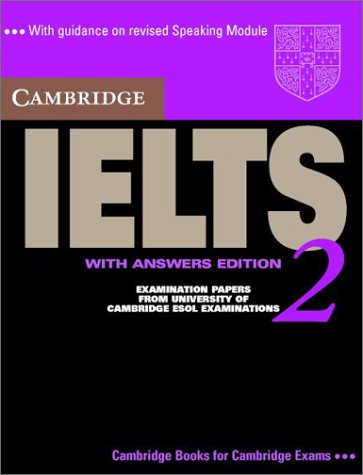 ••• With guidance on revised Speaking Module
CAMBRIDGE
IELTS
WITH ANSWERS EDITION
2
EXAMINATION PAPERS
FROM UNIVERSITY OF
CAMBRIDGE ESOL EXAMINATIONS
Cambridge Books for Cambridge Exams •••